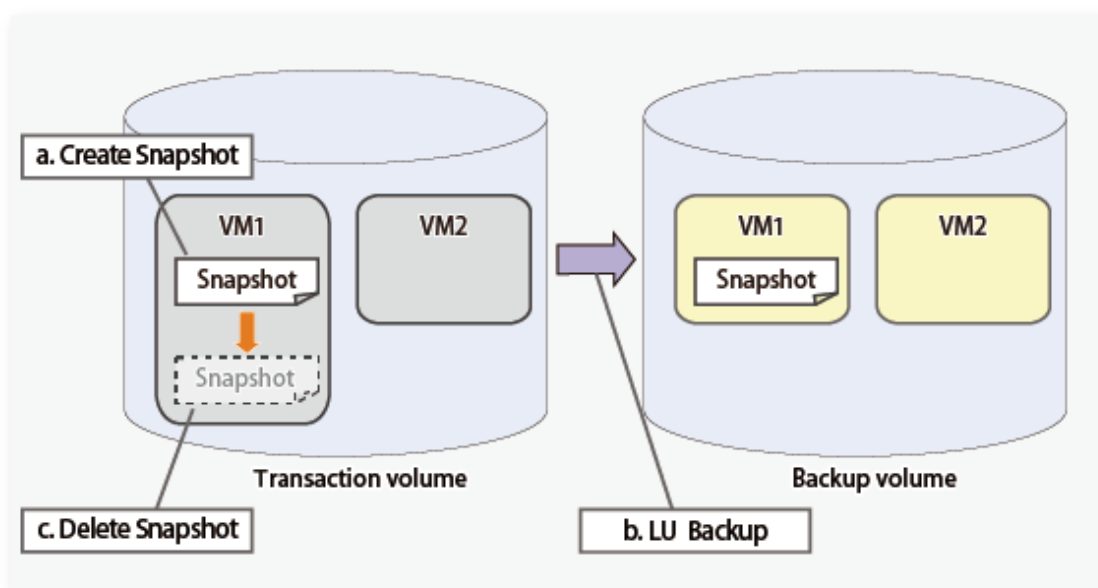 a. Create Snapshot
VM1
VM2
VM1
VM2
Snapshot
Snapshot
Snapshot
Transaction volume
Backup volume
c. Delete Snapshot
b. LU Backup